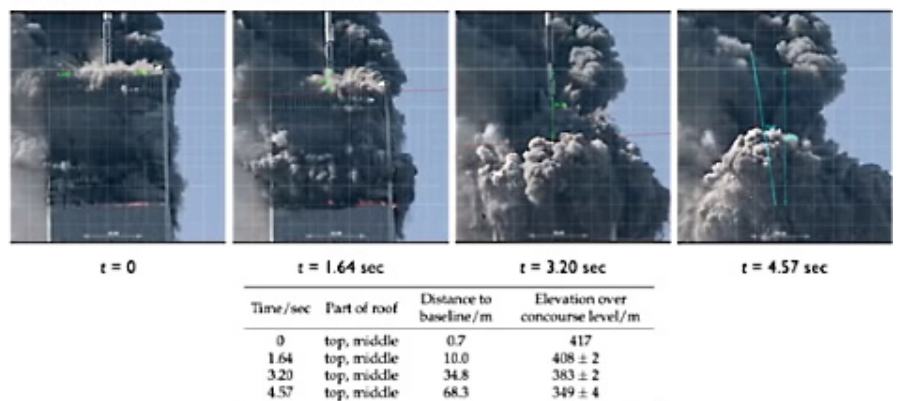 t = 0
t = 1.64 sec
t = 3.20 sec
t = 4.57 sec
Time/sec Part of roof Distance to baseline/m Elevation over concourse level/m
0 top, middle 0.7 417
1.64 top, middle 10.0 408 ± 2
3.20 top, middle 34.8 383 ± 2
4.57 top, middle 68.3 349 ± 4